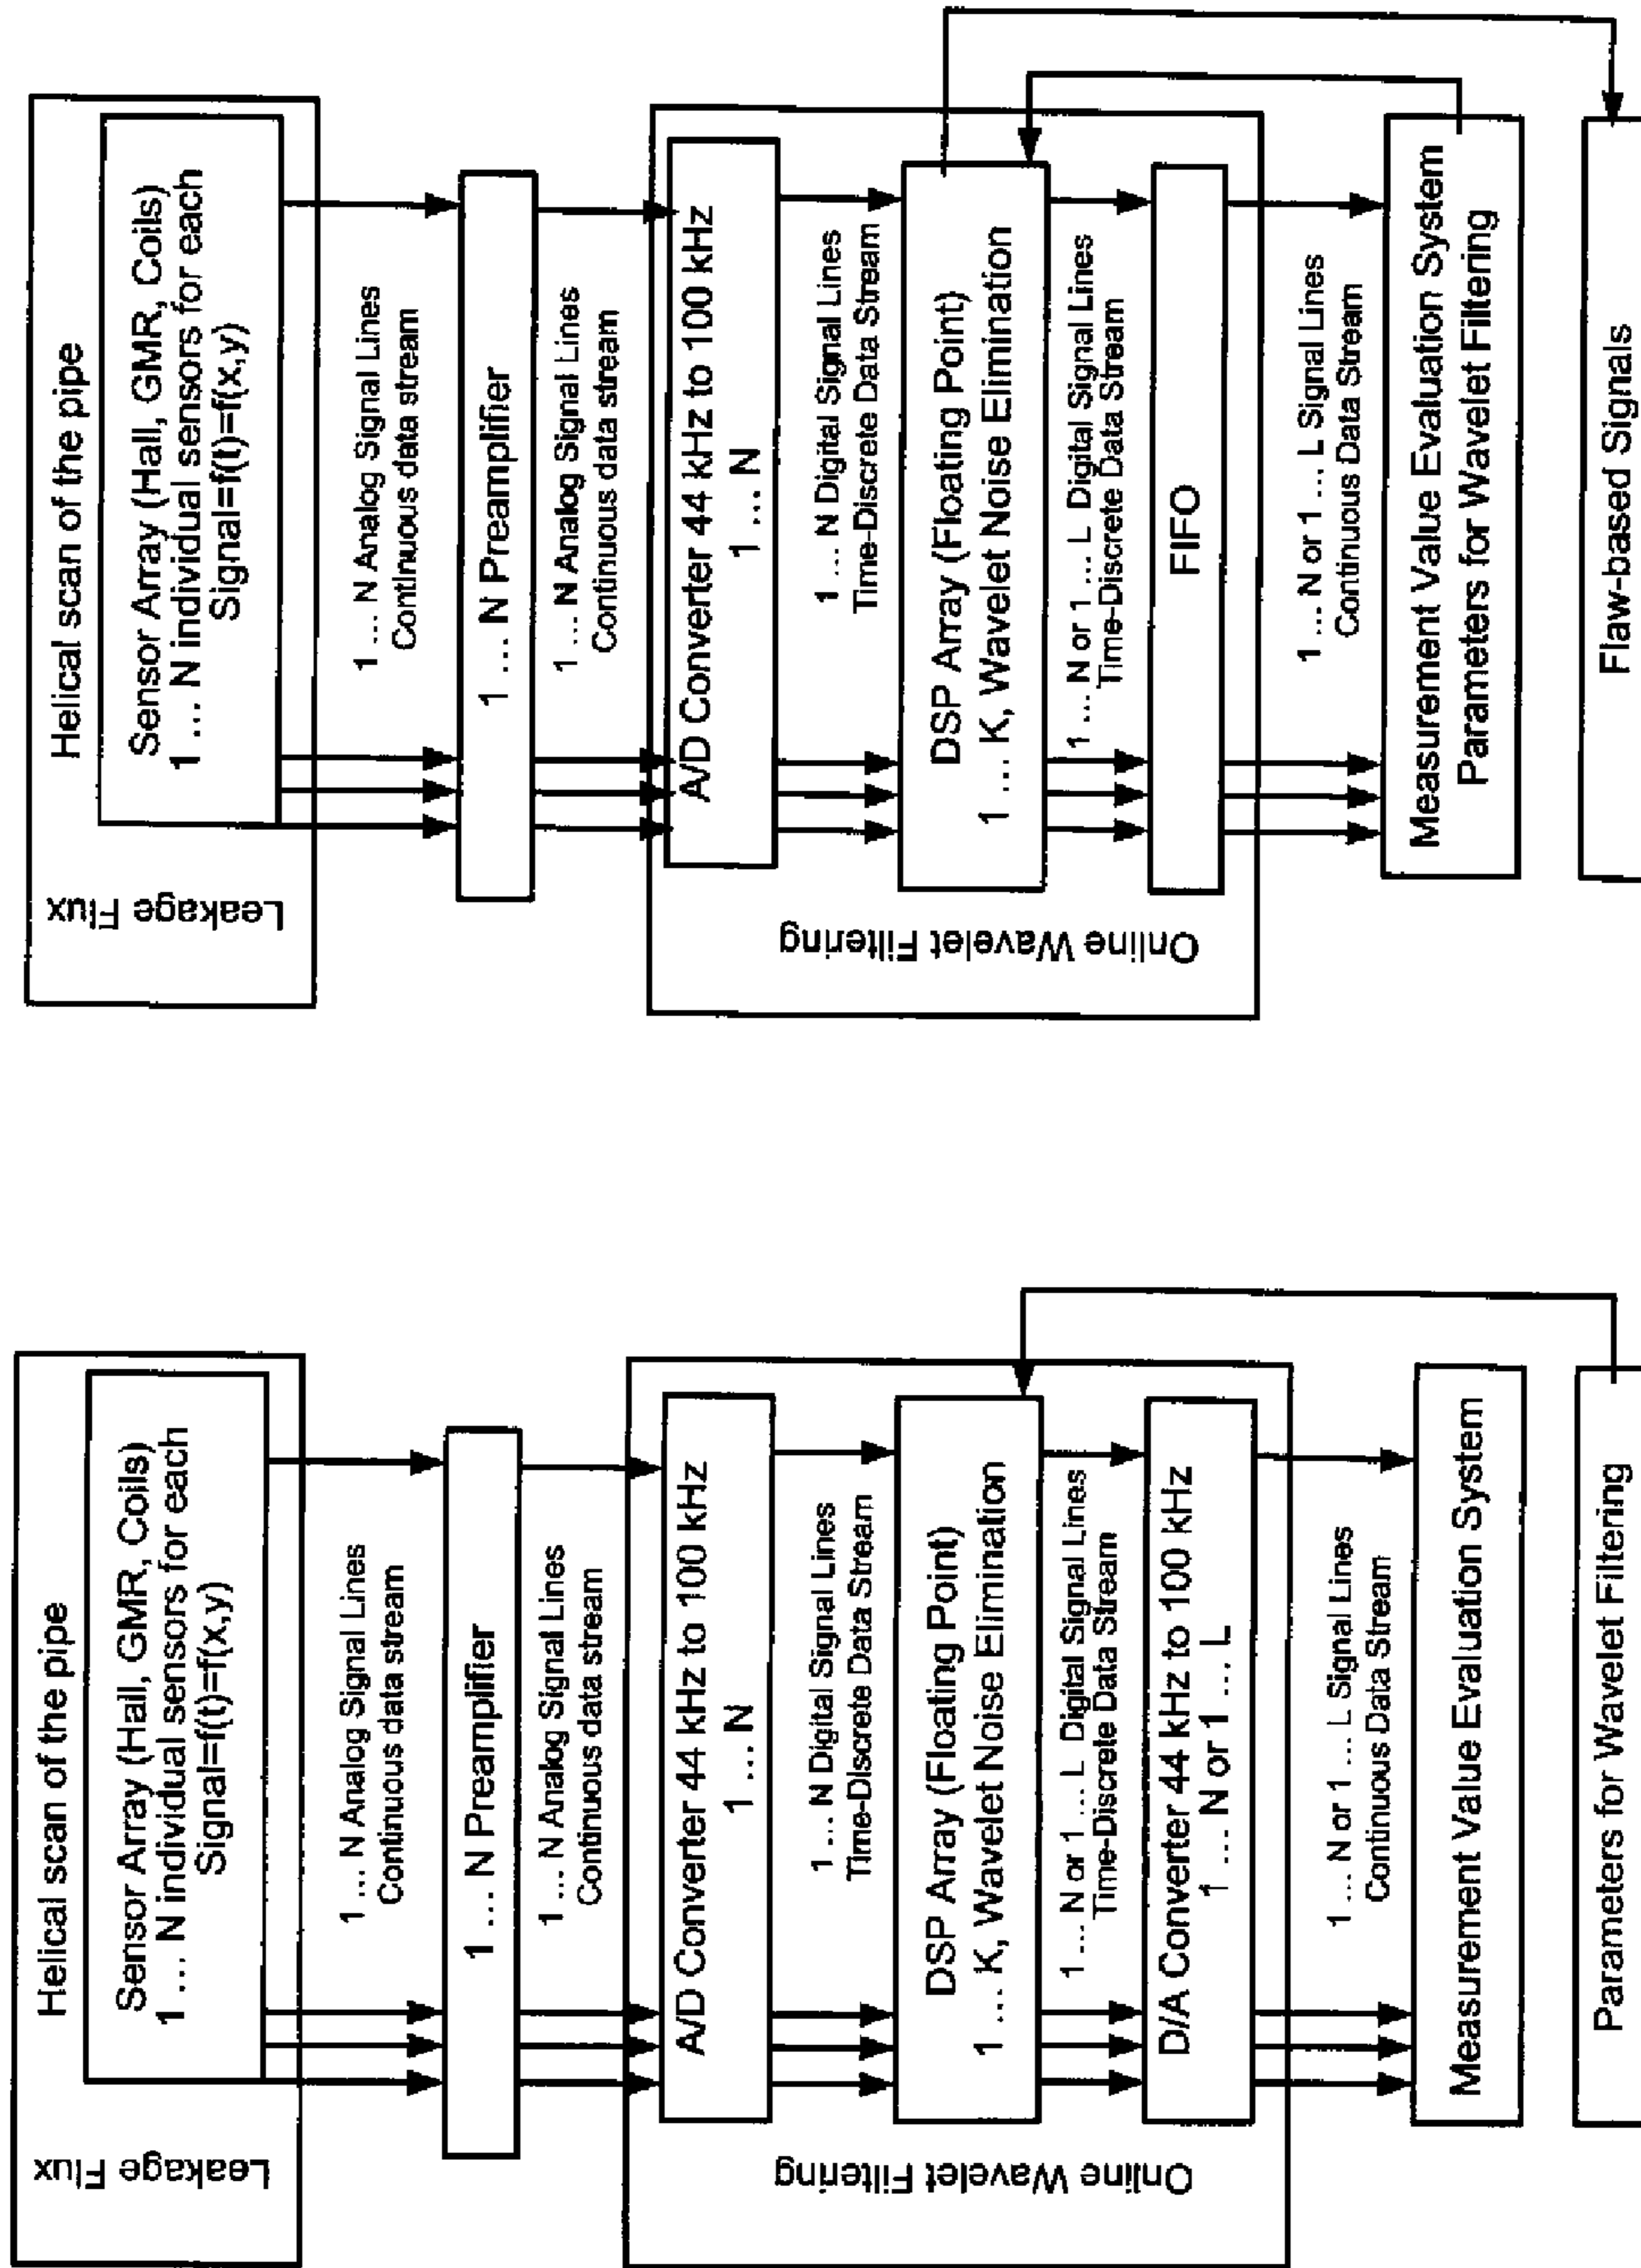 Leakage Flux
Helical scan of the pipe
Sensor Array (Hall, GMR, Coils)
1 ... N individual sensors for each
Signal=f(t)=f(x,y)
1 ... N Analog Signal Lines
Continuous data stream
1 ... N Preamplifier
1 ... N Analog Signal Lines
Continuous data stream
Online Wavelet Filtering
A/D Converter 44 kHz to 100 kHz
1 ... N
1 ... N Digital Signal Lines
Time-Discrete Data Stream
DSP Array (Floating Point)
1 ... K, Wavelet Noise Elimination
1 ... N or 1 ... L Digital Signal Lines
Time-Discrete Data Stream
D/A Converter 44 kHz to 100 kHz
1 ... N or 1 ... L
1 ... N or 1 ... L Signal Lines
Continuous Data Stream
Measurement Value Evaluation System
Parameters for Wavelet Filtering
Leakage Flux
Helical scan of the pipe
Sensor Array (Hall, GMR, Coils)
1 ... N individual sensors for each
Signal=f(t)=f(x,y)
1 ... N Analog Signal Lines
Continuous data stream
1 ... N Preamplifier
1 ... N Analog Signal Lines
Continuous data stream
Online Wavelet Filtering
A/D Converter 44 kHz to 100 kHz
1 ... N
1 ... N Digital Signal Lines
Time-Discrete Data Stream
DSP Array (Floating Point)
1 ... K, Wavelet Noise Elimination
1 ... N or 1 ... L Digital Signal Lines
Time-Discrete Data Stream
FIFO
1 ... N or 1 ... L Signal Lines
Continuous Data Stream
Measurement Value Evaluation System
Parameters for Wavelet Filtering
Flaw-based Signals